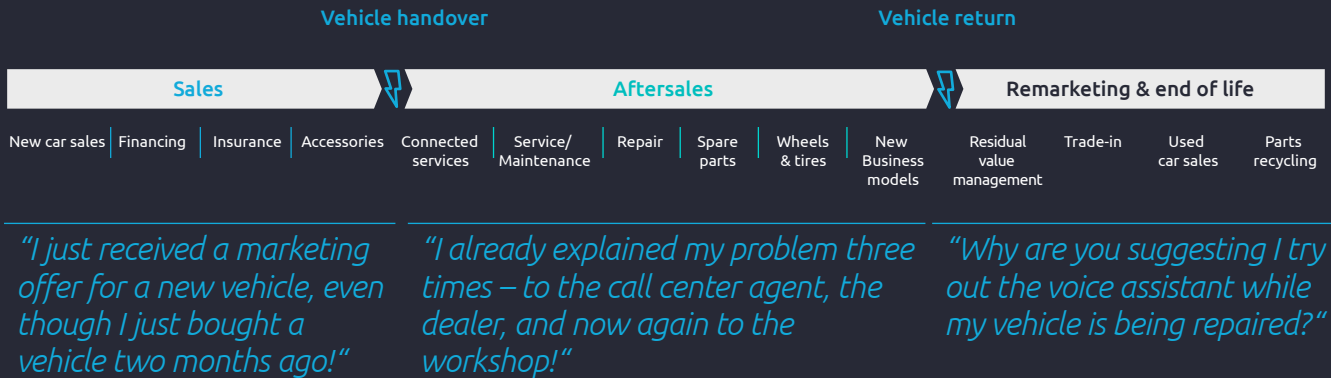 Vehicle handover
Vehicle return
Sales
Aftersales
Remarketing & end of life
New car sales
Financing
Insurance
Accessories
Connected
services
Service/
Maintenance
Repair
Spare
parts
Wheels
& tires
New
Business
models
Residual
value
management
Trade-in
Used
car sales
Parts
recycling
“I just received a marketing
offer for a new vehicle, even
though I just bought a
vehicle two months ago!“
“I already explained my problem three
times – to the call center agent, the
dealer, and now again to the
workshop!“
“Why are you suggesting I try
out the voice assistant while
my vehicle is being repaired?“